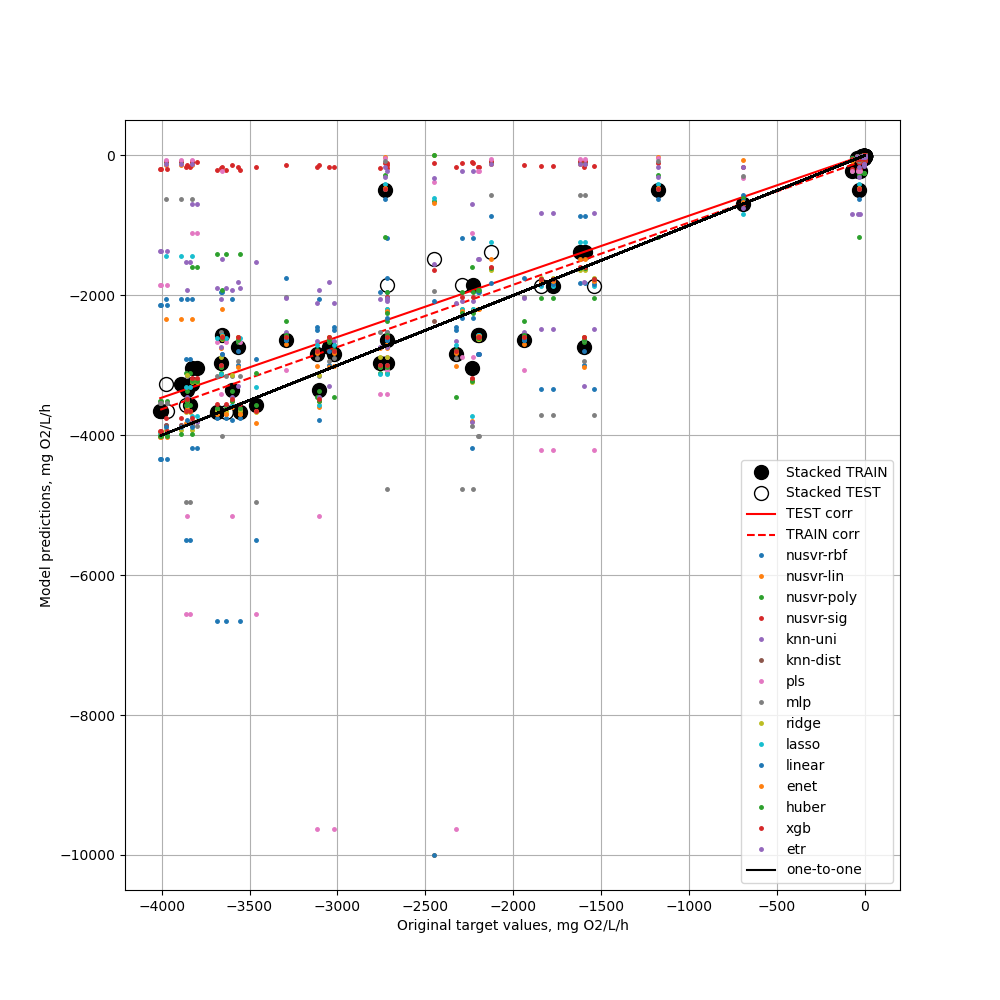 0
−2000
−4000
−6000
−8000
−10000
Model predictions, mg O2/L/h
−4000 −3500 −3000 −2500 −2000 −1500 −1000 −500 0
Original target values, mg O2/L/h
Stacked TRAIN
Stacked TEST
TEST corr
TRAIN corr
nusvr-rbf
nusvr-lin
nusvr-poly
nusvr-sig
knn-uni
knn-dist
pls
mlp
ridge
lasso
linear
enet
huber
xgb
etr
one-to-one